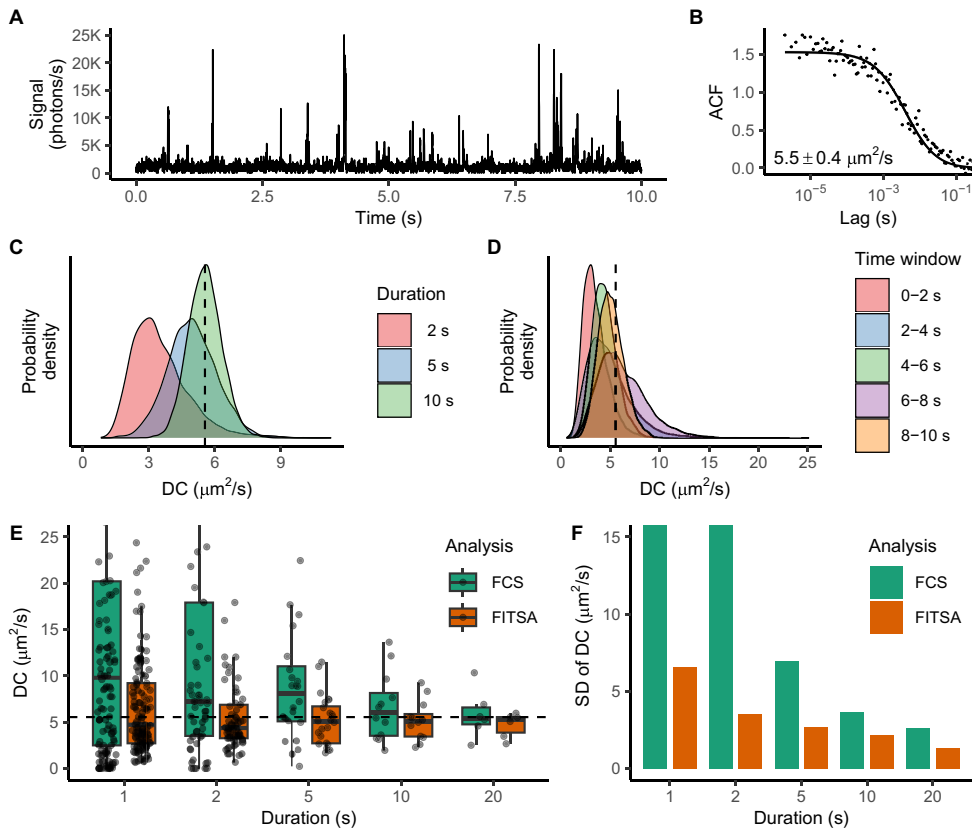 A
Signal
(photons/s)
25K
20K
15K
10K
5K
0
0.0
2.5
5.0
7.5
10.0
Time (s)
B
ACF
1.5
1.0
0.5
0.0
5.5 ± 0.4 μm²/s
10⁻⁵
10⁻³
10⁻¹
Lag (s)
C
Probability
density
0
3
6
9
DC (μm²/s)
Duration
2 s
5 s
10 s
D
Probability
density
0
5
10
15
20
25
DC (μm²/s)
Time window
0−2 s
2−4 s
4−6 s
6−8 s
8−10 s
E
DC (μm²/s)
25
20
15
10
5
0
1
2
5
10
20
Duration (s)
Analysis
FCS
FITSA
F
SD of DC (μm²/s)
15
10
5
0
1
2
5
10
20
Duration (s)
Analysis
FCS
FITSA